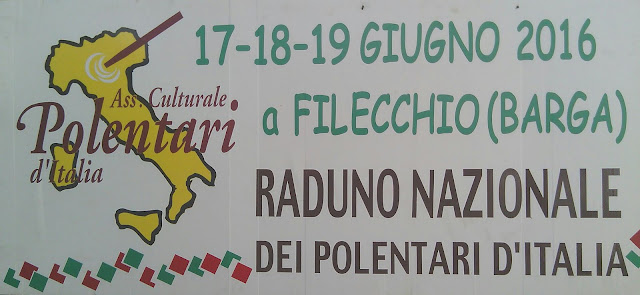 Ass. Culturale
Polentari
d'Italia
17-18-19 GIUGNO 2016
a FILECCHIO (BARGA)
RADUNO NAZIONALE
DEI POLENTARI D'ITALIA